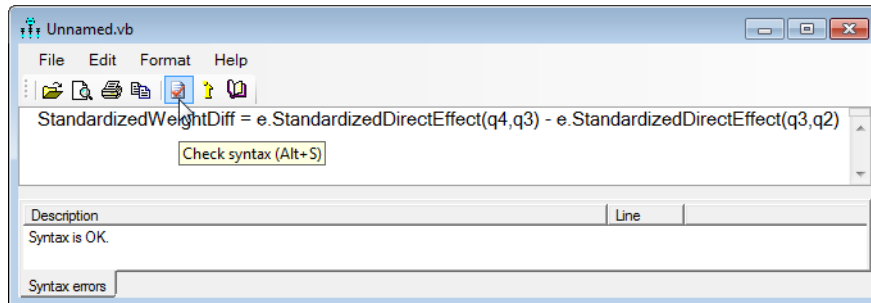 Unnamed.vb
File Edit Format Help
StandardizedWeightDiff = e.StandardizedDirectEffect(q4,q3) - e.StandardizedDirectEffect(q3,q2)
Check syntax (Alt+S)
Description Line
Syntax is OK.
Syntax errors